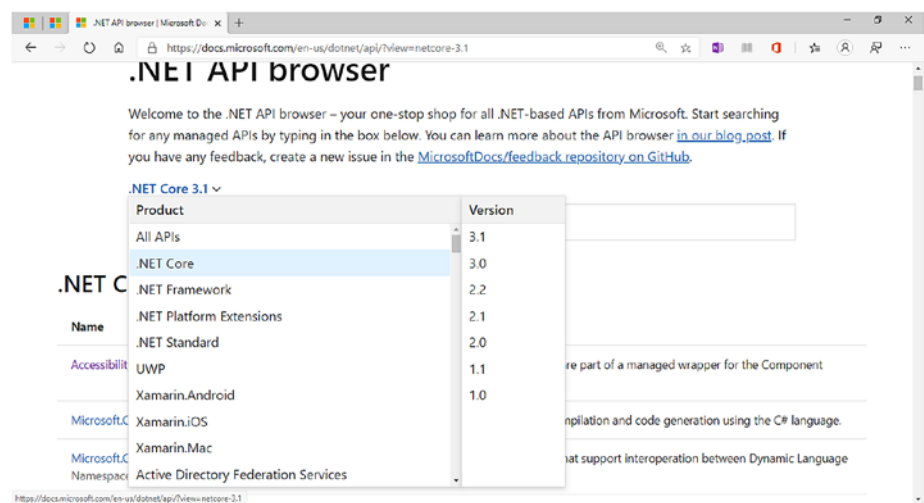 .NET API browser | Microsoft Do
https://docs.microsoft.com/en-us/dotnet/api/?view=netcore-3.1
.NET API browser
Welcome to the .NET API browser – your one-stop shop for all .NET-based APIs from Microsoft. Start searching
for any managed APIs by typing in the box below. You can learn more about the API browser in our blog post. If
you have any feedback, create a new issue in the MicrosoftDocs/feedback repository on GitHub.
.NET Core 3.1
Product Version
All APIs 3.1
.NET Core 3.0
.NET C
.NET Framework 2.2
.NET Platform Extensions 2.1
Name
.NET Standard 2.0
Accessibilit UWP 1.1 re part of a managed wrapper for the Component
Xamarin.Android 1.0
Microsoft.C Xamarin.iOS mpilation and code generation using the C# language.
Xamarin.Mac
Microsoft.C hat support interoperation between Dynamic Language
Namespace Active Directory Federation Services
https://docs.microsoft.com/en-us/dotnet/api/?view=netcore-3.1